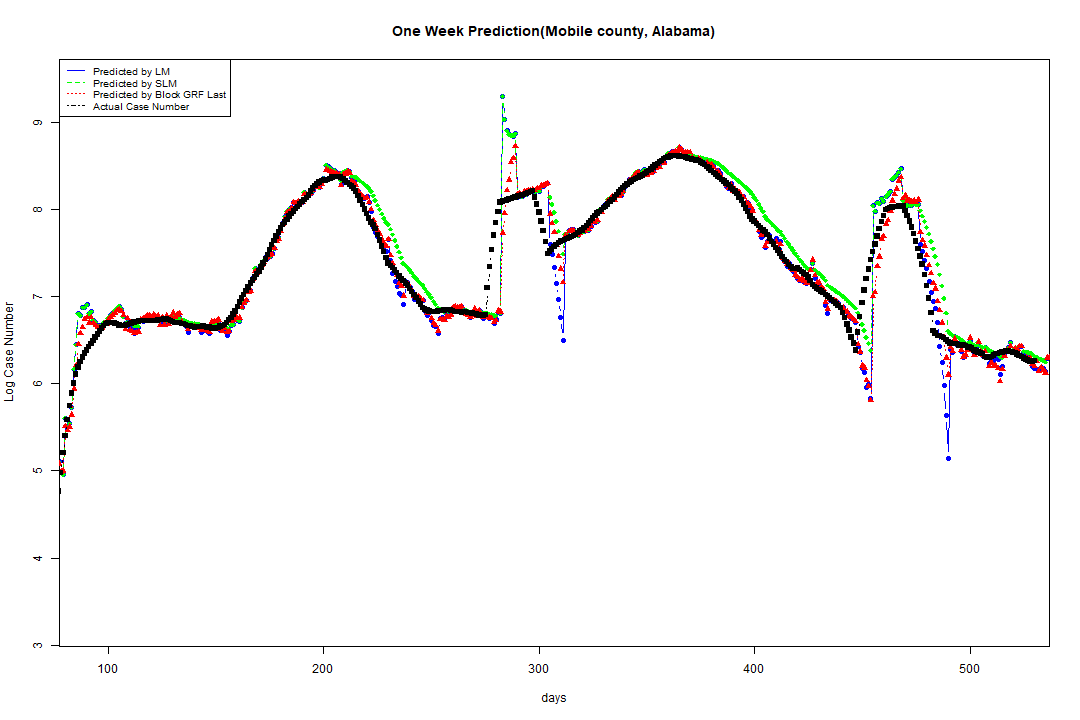 One Week Prediction(Mobile county, Alabama)
Predicted by LM
Predicted by SLM
Predicted by Block GRF Last
Actual Case Number
9
8
7
6
5
4
3
Log Case Number
100 200 300 400 500
days